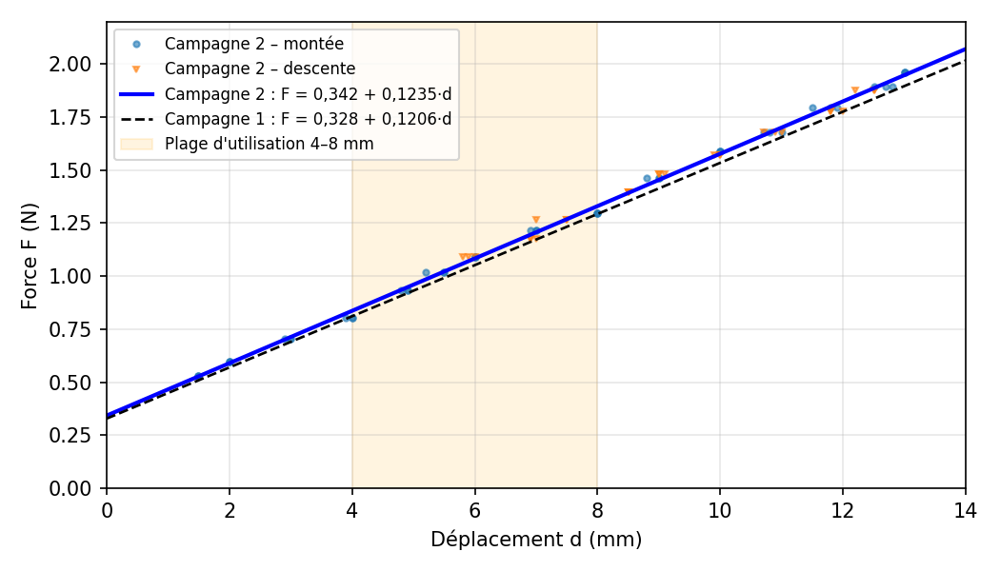 Campagne 2 – montée
Campagne 2 – descente
Campagne 2 : F = 0,342 + 0,1235·d
Campagne 1 : F = 0,328 + 0,1206·d
Plage d'utilisation 4–8 mm
Force F (N)
2.00
1.75
1.50
1.25
1.00
0.75
0.50
0.25
0.00
0 2 4 6 8 10 12 14
Déplacement d (mm)